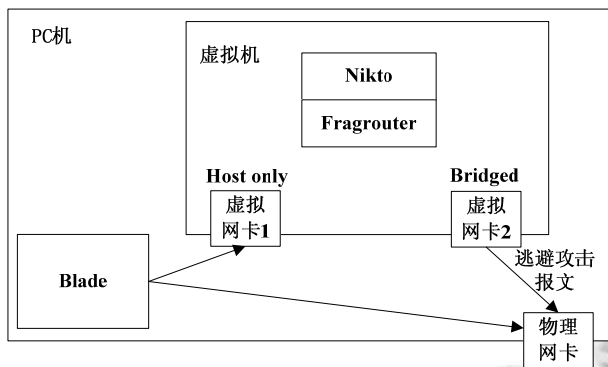 PC机
虚拟机
Nikto
Fragrouter
Host only
Bridged
虚拟
网卡1
虚拟
网卡2
Blade
逃避攻击
报文
物理
网卡